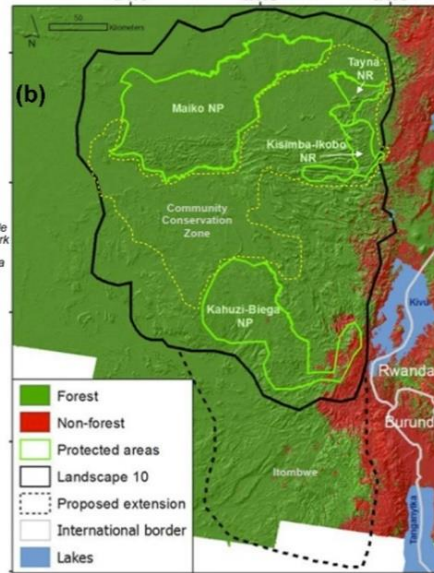 50
Kilometers
N
(b)
Tayna
NR
Maiko NP
Kisimba-Ikobo
NR
Community
Conservation
Zone
Kahuzi-Biega
NP
Kivu
Rwanda
Burund
Itombwe
Tanganyika
Forest
Non-forest
Protected areas
Landscape 10
Proposed extension
International border
Lakes